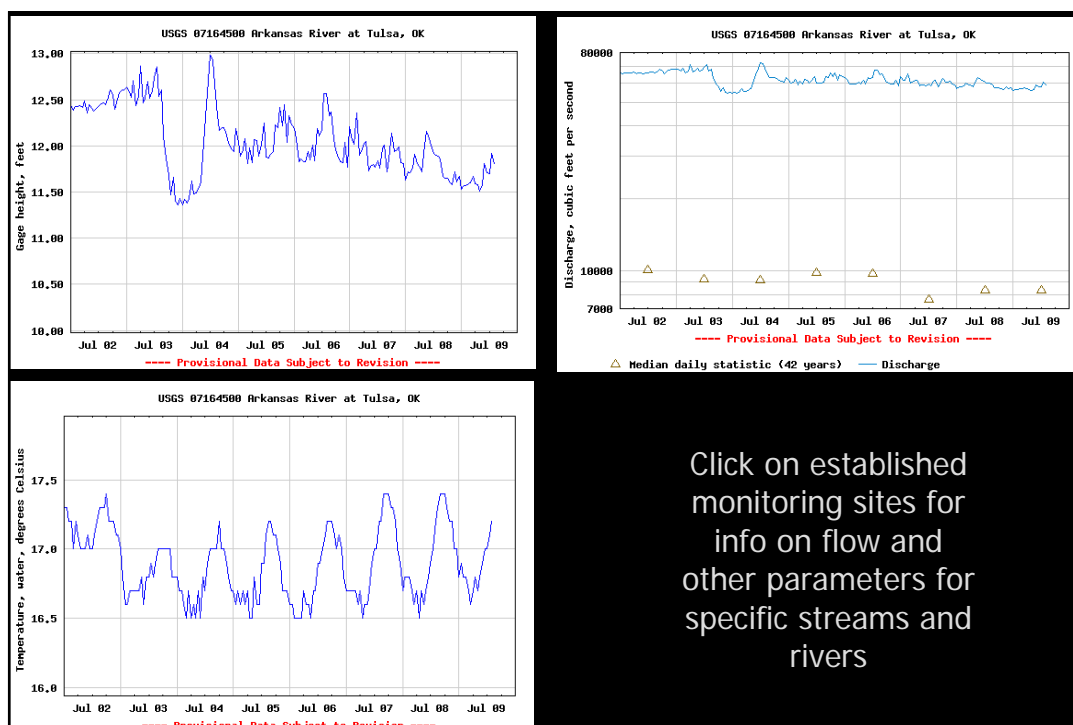 USGS 07164500 Arkansas River at Tulsa, OK
13.00
12.50
12.00
11.50
11.00
10.50
10.00
Gage height, feet
Jul 02 Jul 03 Jul 04 Jul 05 Jul 06 Jul 07 Jul 08 Jul 09
---- Provisional Data Subject to Revision ----
USGS 07164500 Arkansas River at Tulsa, OK
80000
10000
7000
Discharge, cubic feet per second
Jul 02 Jul 03 Jul 04 Jul 05 Jul 06 Jul 07 Jul 08 Jul 09
---- Provisional Data Subject to Revision ----
Median daily statistic (42 years) Discharge
USGS 07164500 Arkansas River at Tulsa, OK
17.5
17.0
16.5
16.0
Temperature, water, degrees Celsius
Jul 02 Jul 03 Jul 04 Jul 05 Jul 06 Jul 07 Jul 08 Jul 09
---- Provisional Data Subject to Revision ----
Click on established
monitoring sites for
info on flow and
other parameters for
specific streams and
rivers